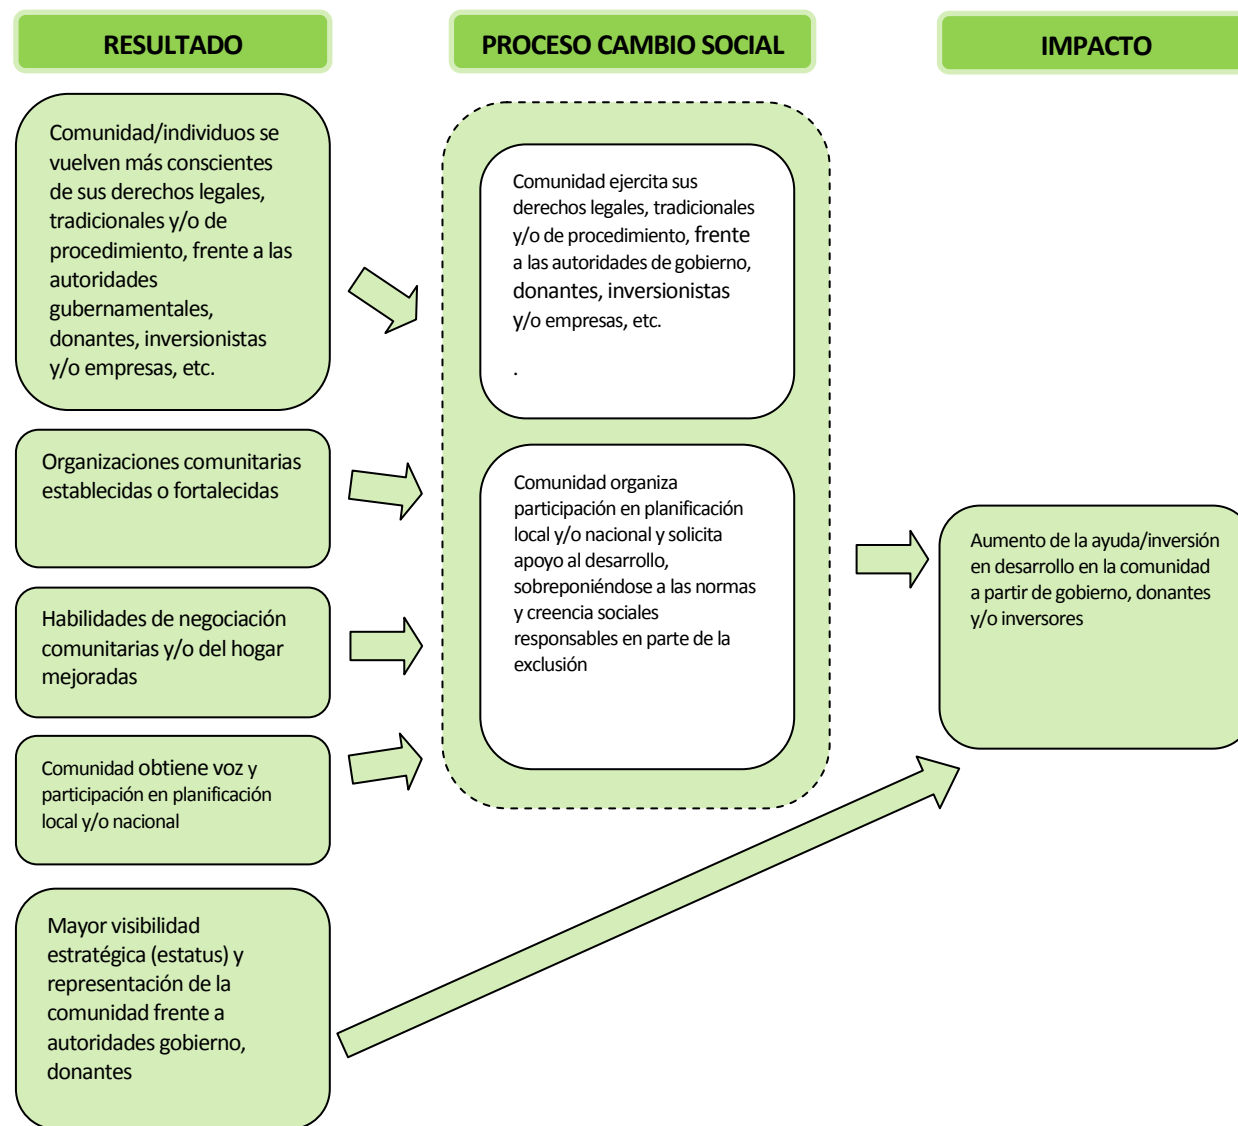 RESULTADO
PROCESO CAMBIO SOCIAL
IMPACTO
Comunidad/individuos se
vuelven más conscientes
de sus derechos legales,
tradicionales y/o de
procedimiento, frente a las
autoridades
gubernamentales,
donantes, inversionistas
y/o empresas, etc.
Organizaciones comunitarias
establecidas o fortalecidas
Habilidades de negociación
comunitarias y/o del hogar
mejoradas
Comunidad obtiene voz y
participación en planificación
local y/o nacional
Mayor visibilidad
estratégica (estatus) y
representación de la
comunidad frente a
autoridades gobierno,
donantes
Comunidad ejercita sus
derechos legales, tradicionales
y/o de procedimiento, frente
a las autoridades de gobierno,
donantes, inversionistas
y/o empresas, etc.
.
Comunidad organiza
participación en planificación
local y/o nacional y solicita
apoyo al desarrollo,
sobreponiéndose a las normas
y creencia sociales
responsables en parte de la
exclusión
Aumento de la ayuda/inversión
en desarrollo en la comunidad
a partir de gobierno, donantes
y/o inversores